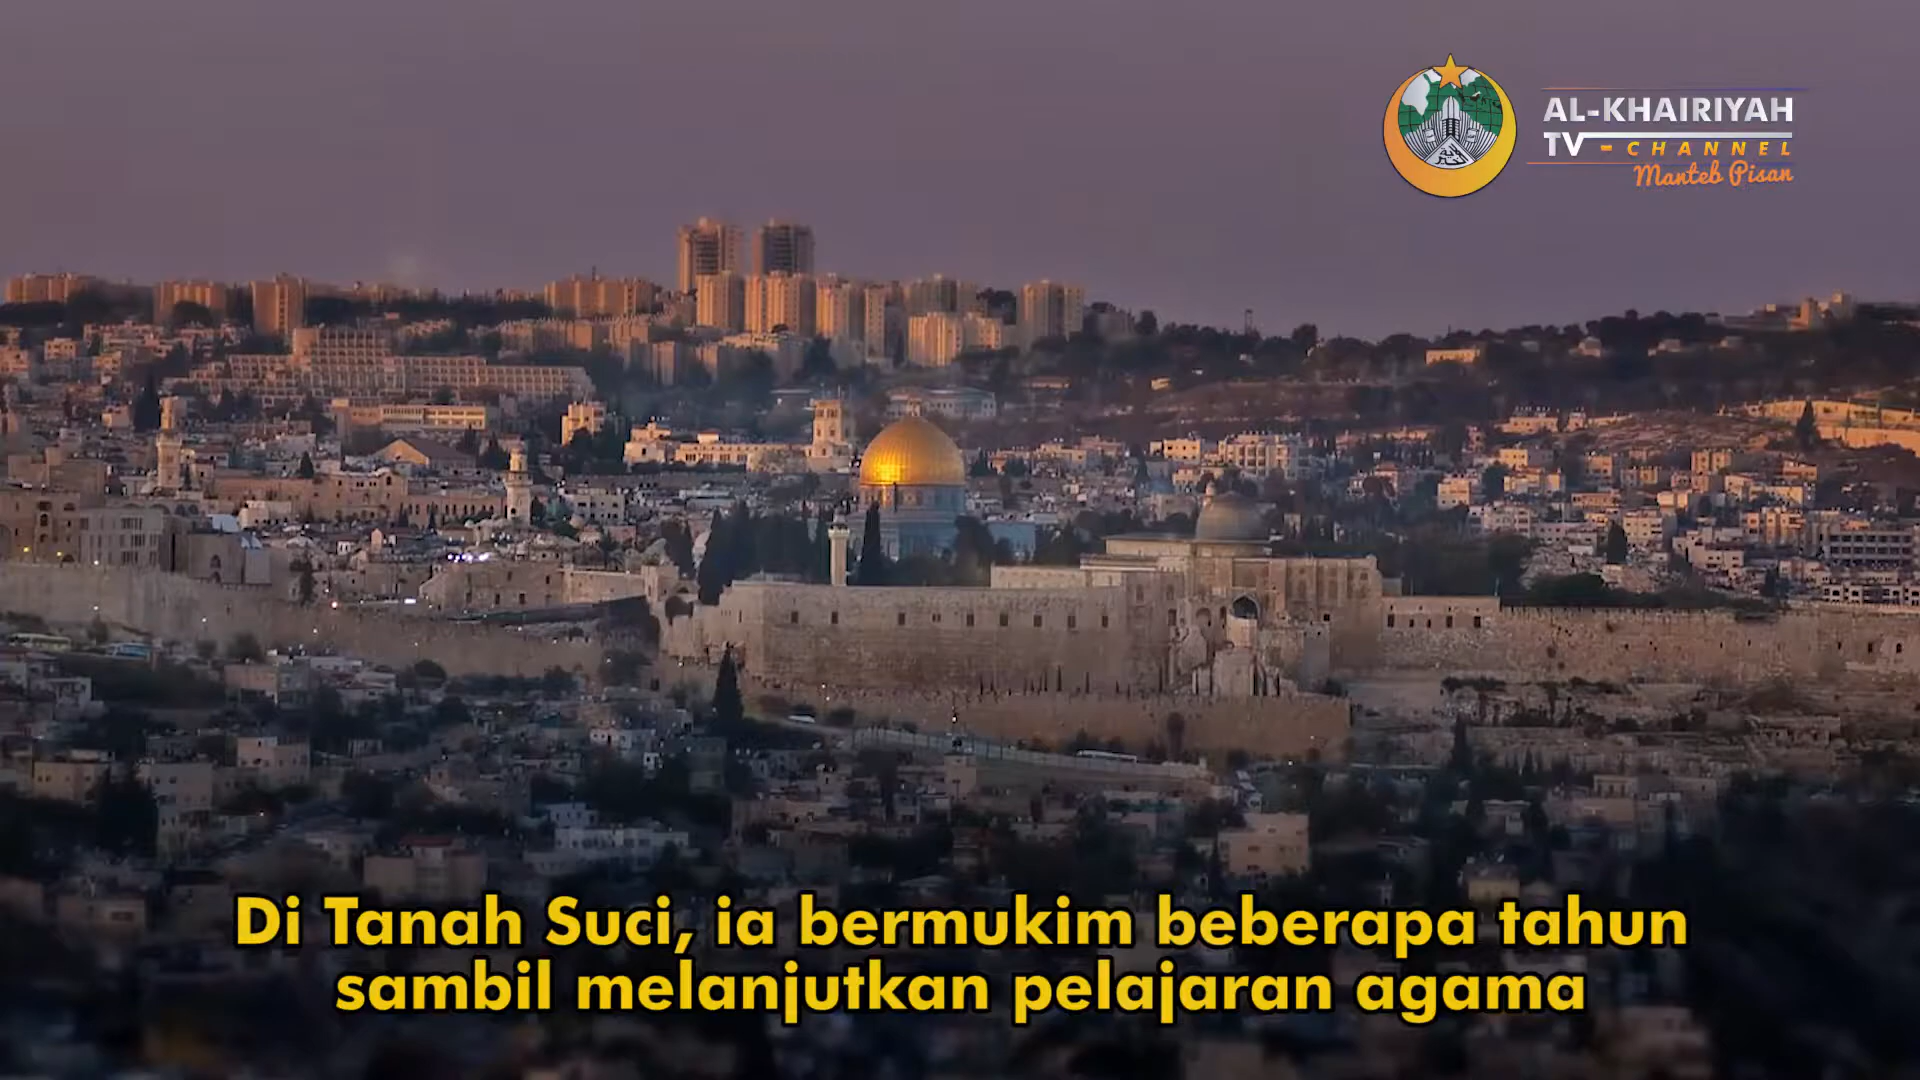 AL-KHAIRIYAH
TV - CHANNEL
Manteb Pisan
Di Tanah Suci, ia bermukim beberapa tahun
sambil melanjutkan pelajaran agama